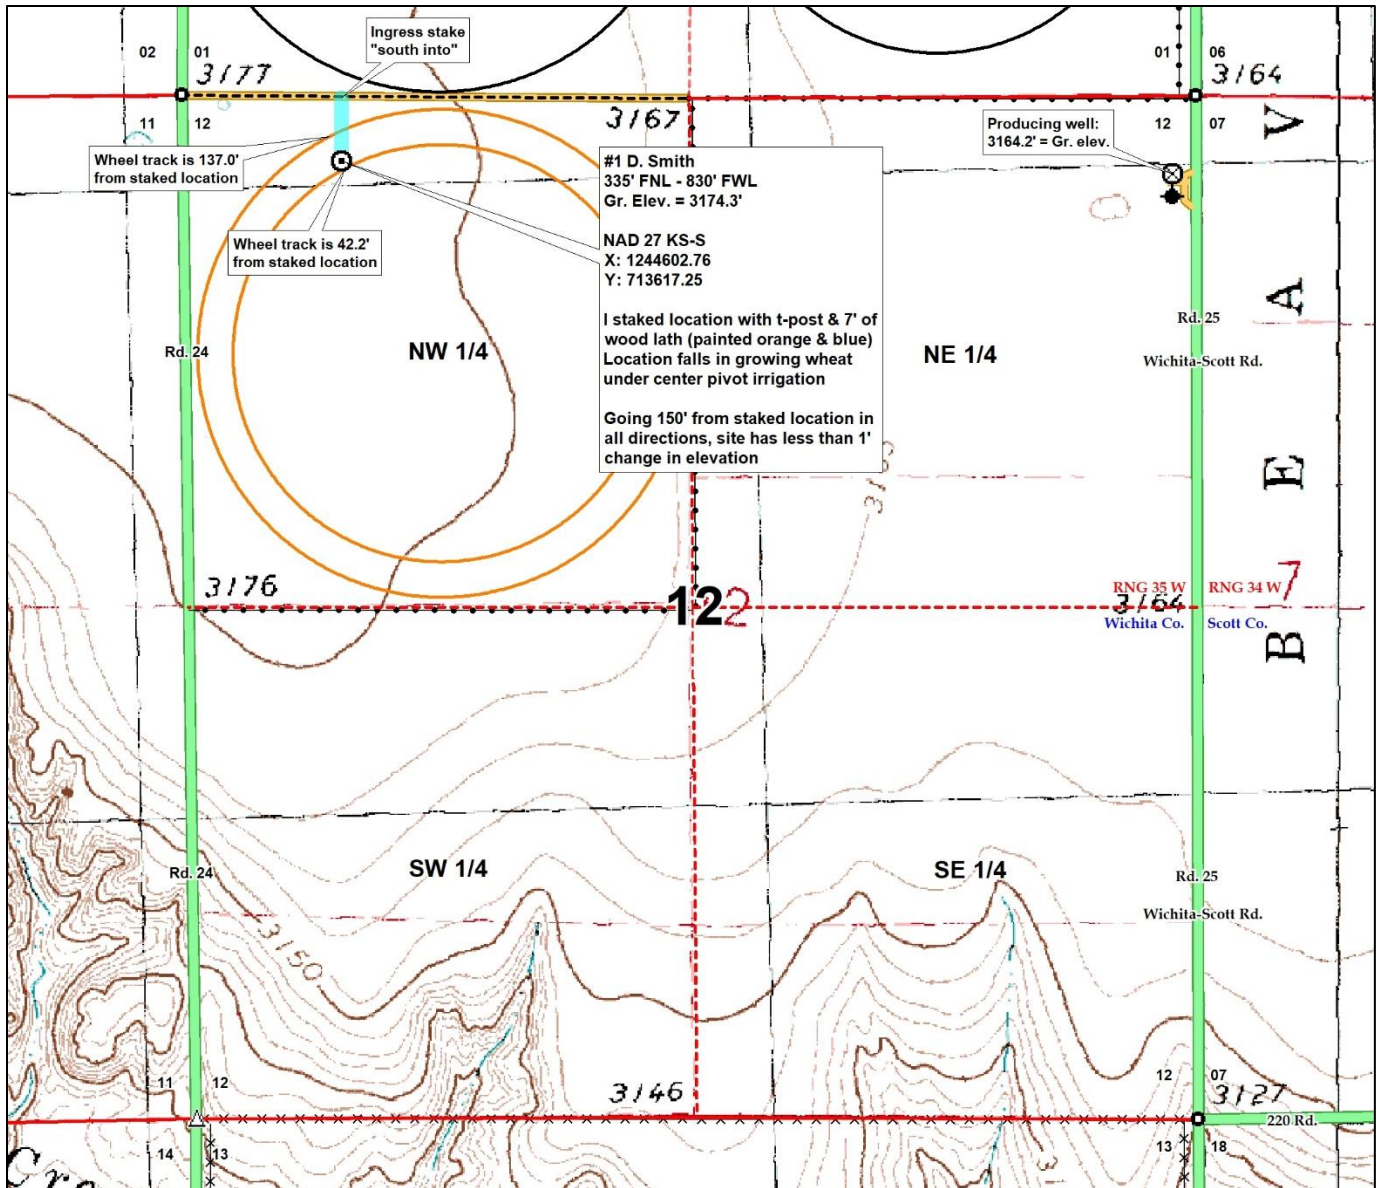 Ingress stake
"south into"
02
01
3177
01
06
3164
11
12
3167
12
07
Producing well:
3164.2' = Gr. elev.
V
Wheel track is 137.0'
from staked location
#1 D. Smith
335' FNL - 830' FWL
Gr. Elev. = 3174.3'
NAD 27 KS-S
X: 1244602.76
Y: 713617.25
I staked location with t-post & 7' of
wood lath (painted orange & blue)
Location falls in growing wheat
under center pivot irrigation
Going 150' from staked location in
all directions, site has less than 1'
change in elevation
Wheel track is 42.2'
from staked location
A
Rd. 25
Wichita-Scott Rd.
Rd. 24
NW 1/4
NE 1/4
E
3176
12
2
RNG 35 W
RNG 34 W
7
3164
Wichita Co.
Scott Co.
B
Rd. 24
SW 1/4
SE 1/4
Rd. 25
Wichita-Scott Rd.
3150
11
12
3146
12
07
3127
220 Rd.
14
13
13
18
Cre